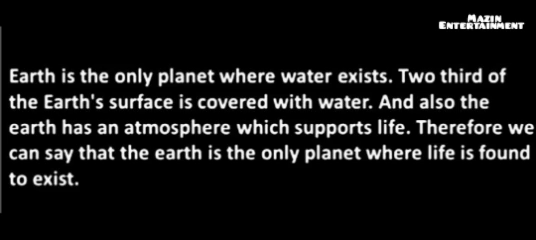 MAZIN
ENTERTAINMENT
Earth is the only planet where water exists. Two third of
the Earth's surface is covered with water. And also the
earth has an atmosphere which supports life. Therefore we
can say that the earth is the only planet where life is found
to exist.